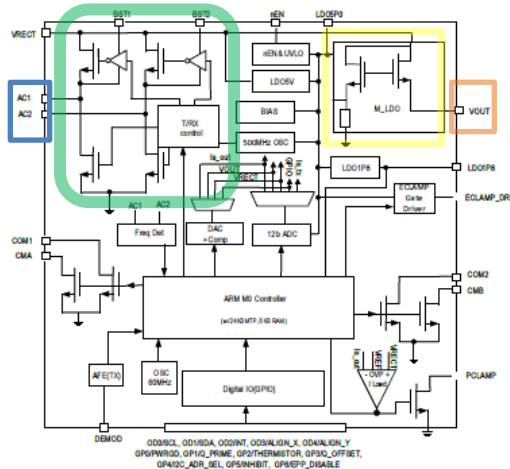 BST1
BST2
nEN
LDO5P0
VRECT
nEN& UVLO
LDO5V
AC1
M_LDO
VOUT
AC2
BIAS
T/RX
control
500MHz OSC
Is_out
VOUT
VRECT
GPIO
LDO1P8
LDO1P8
ECLAMP
Gate
Driver
ECLAMP_DRV
AC1
AC2
Freq Det
DAC
+Comp
12b ADC
COM1
CMA
COM2
CMB
ARM M0 Controller
Is_out
VREF
VRECT
AFE(TX)
OSC
60MHz
Digital IO(GPIO)
- OVP +
I Load
PCLAMP
DEMOD
OD0/SCL, OD1/SDA, OD2/INT, OD3/ALIGN_X, OD4/ALIGN_Y
GP0/PWRGD, GP1/Q_PRIME, GP2/THERMISTOR, GP3/Q_OFFSET,
GP4/I2C_ADR_SEL, GP5/INHIBIT, GP6/EPP_DISABLE